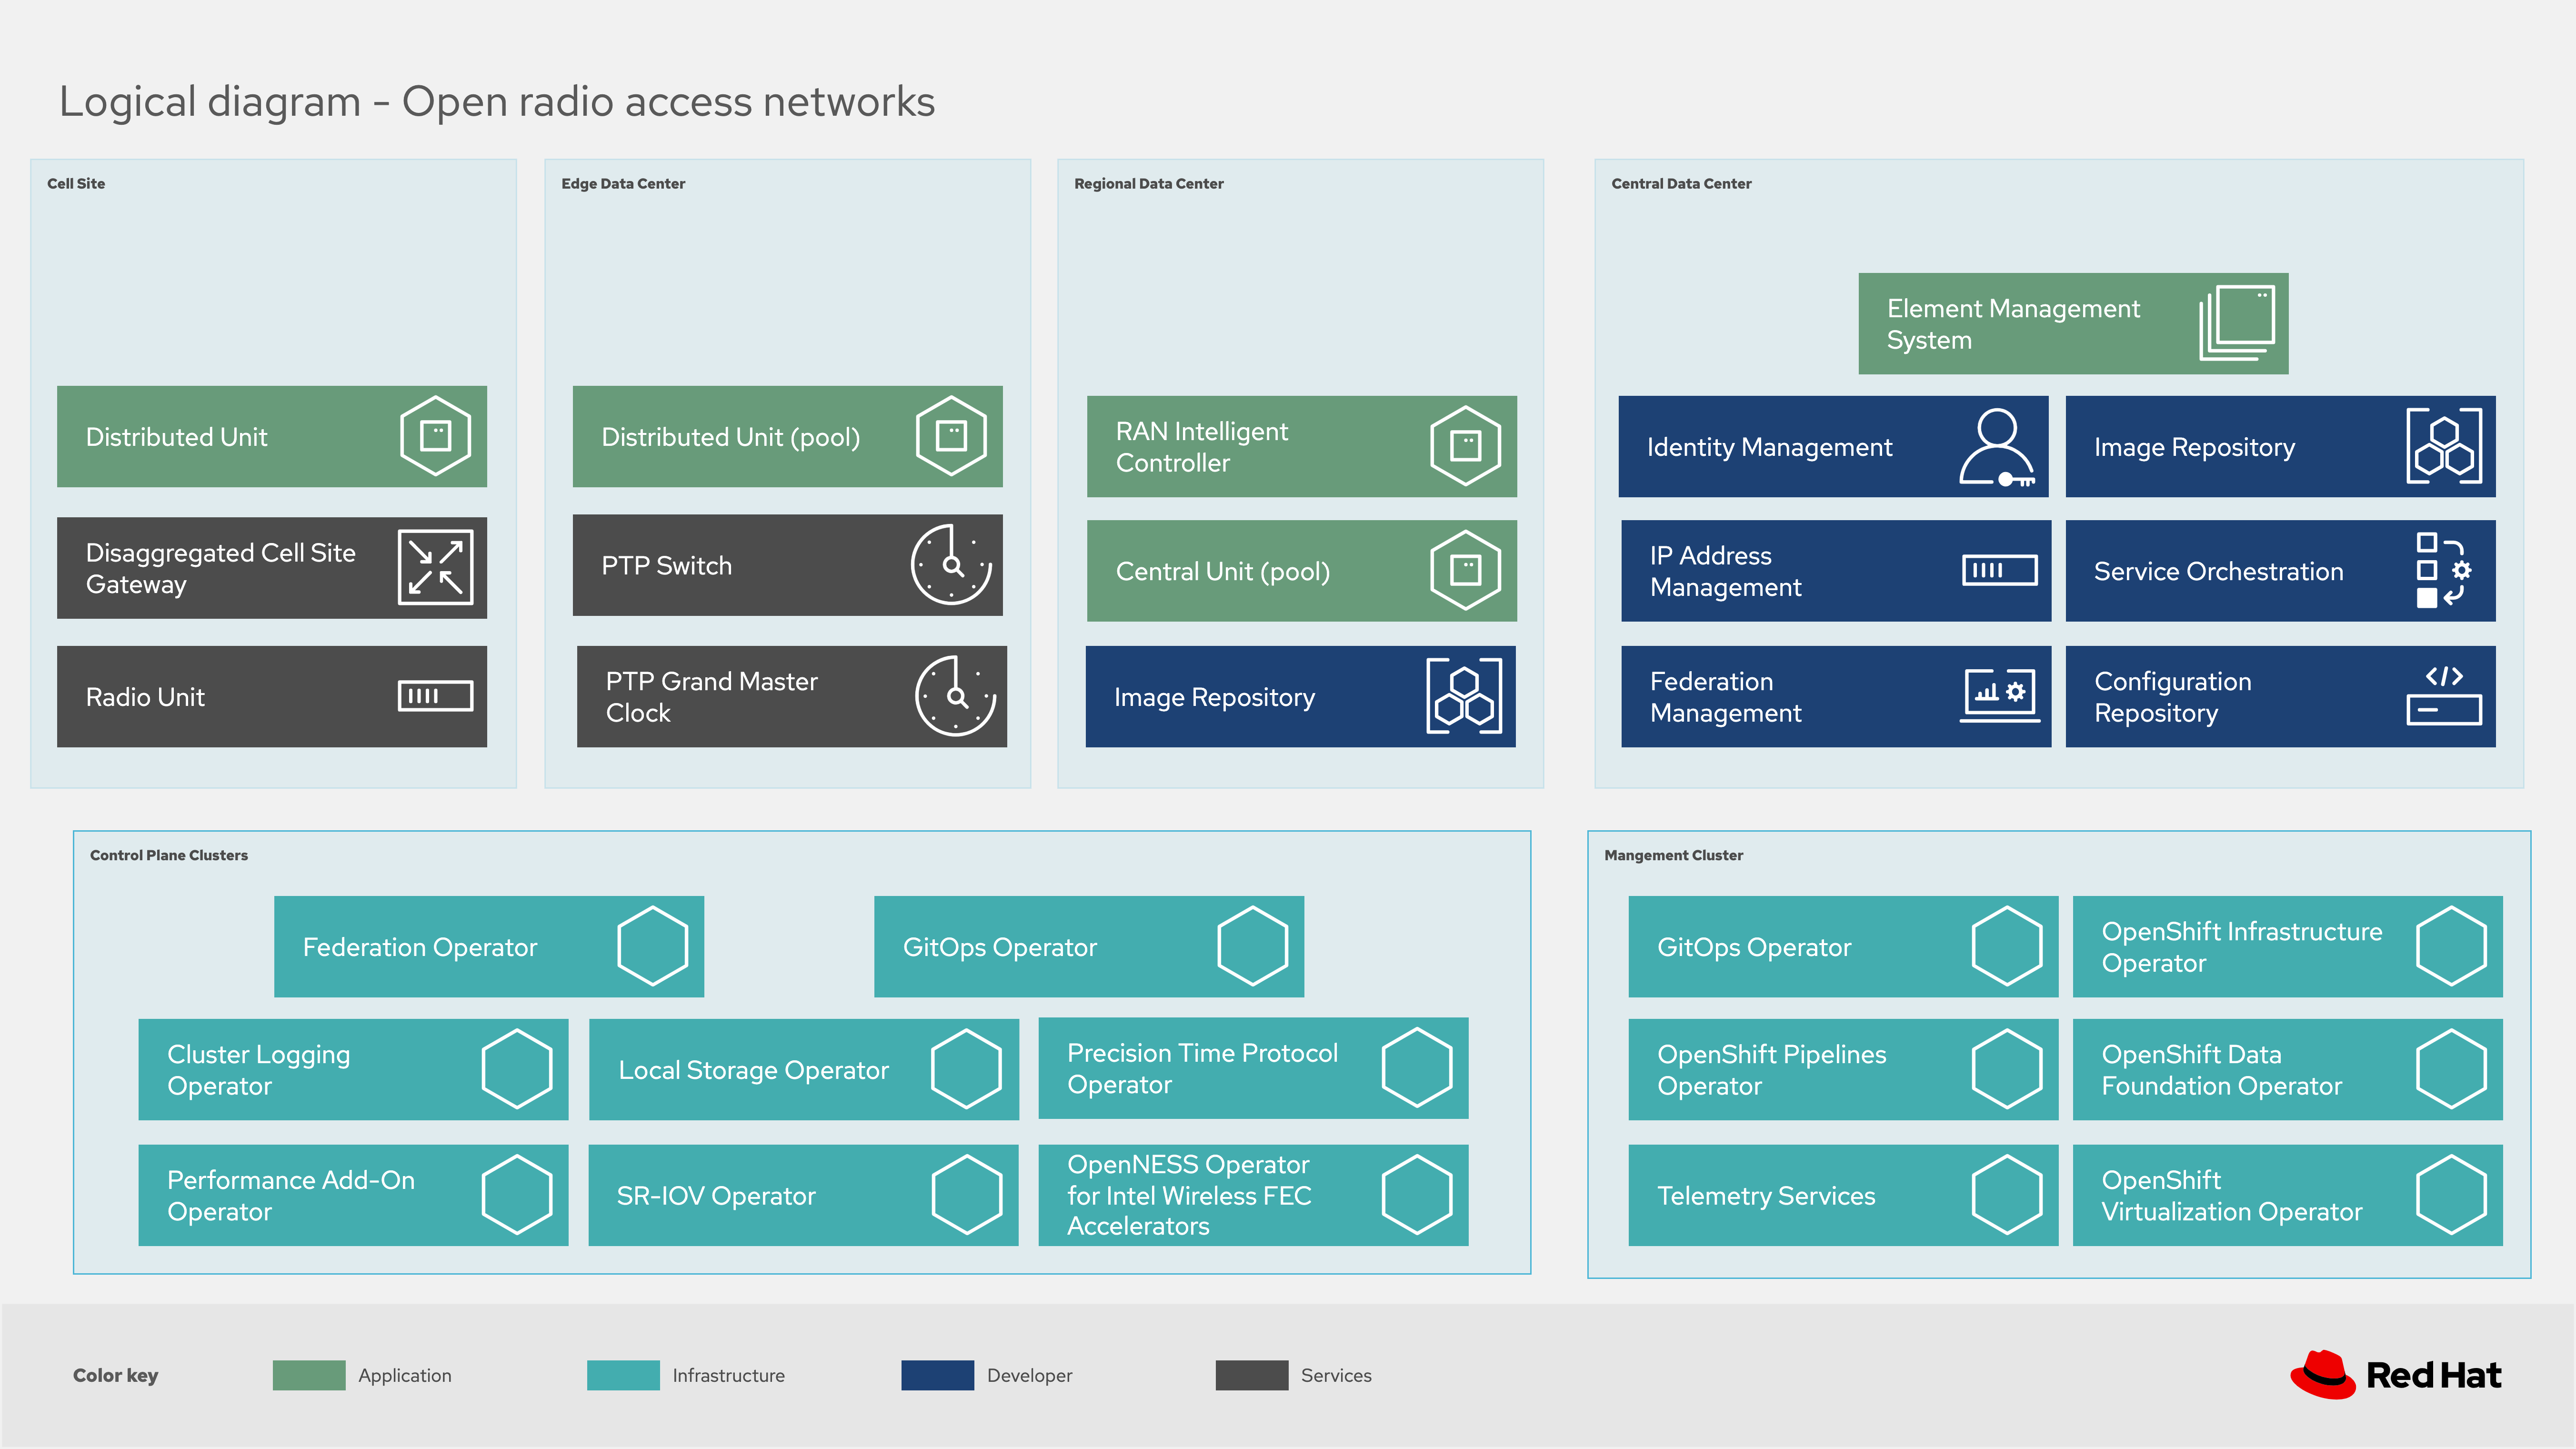 Logical diagram - Open radio access networks
Cell Site
Distributed Unit
Disaggregated Cell Site
Gateway
Radio Unit
Edge Data Center
Distributed Unit (pool)
PTP Switch
PTP Grand Master
Clock
Regional Data Center
RAN Intelligent
Controller
Central Unit (pool)
Image Repository
Central Data Center
Element Management
System
Identity Management
Image Repository
IP Address
Management
Service Orchestration
Federation
Management
Configuration
Repository
Control Plane Clusters
Federation Operator
GitOps Operator
Cluster Logging
Operator
Local Storage Operator
Precision Time Protocol
Operator
Performance Add-On
Operator
SR-IOV Operator
OpenNESS Operator
for Intel Wireless FEC
Accelerators
Mangement Cluster
GitOps Operator
OpenShift Infrastructure
Operator
OpenShift Pipelines
Operator
OpenShift Data
Foundation Operator
Telemetry Services
OpenShift
Virtualization Operator
Color key
Application
Infrastructure
Developer
Services
Red Hat